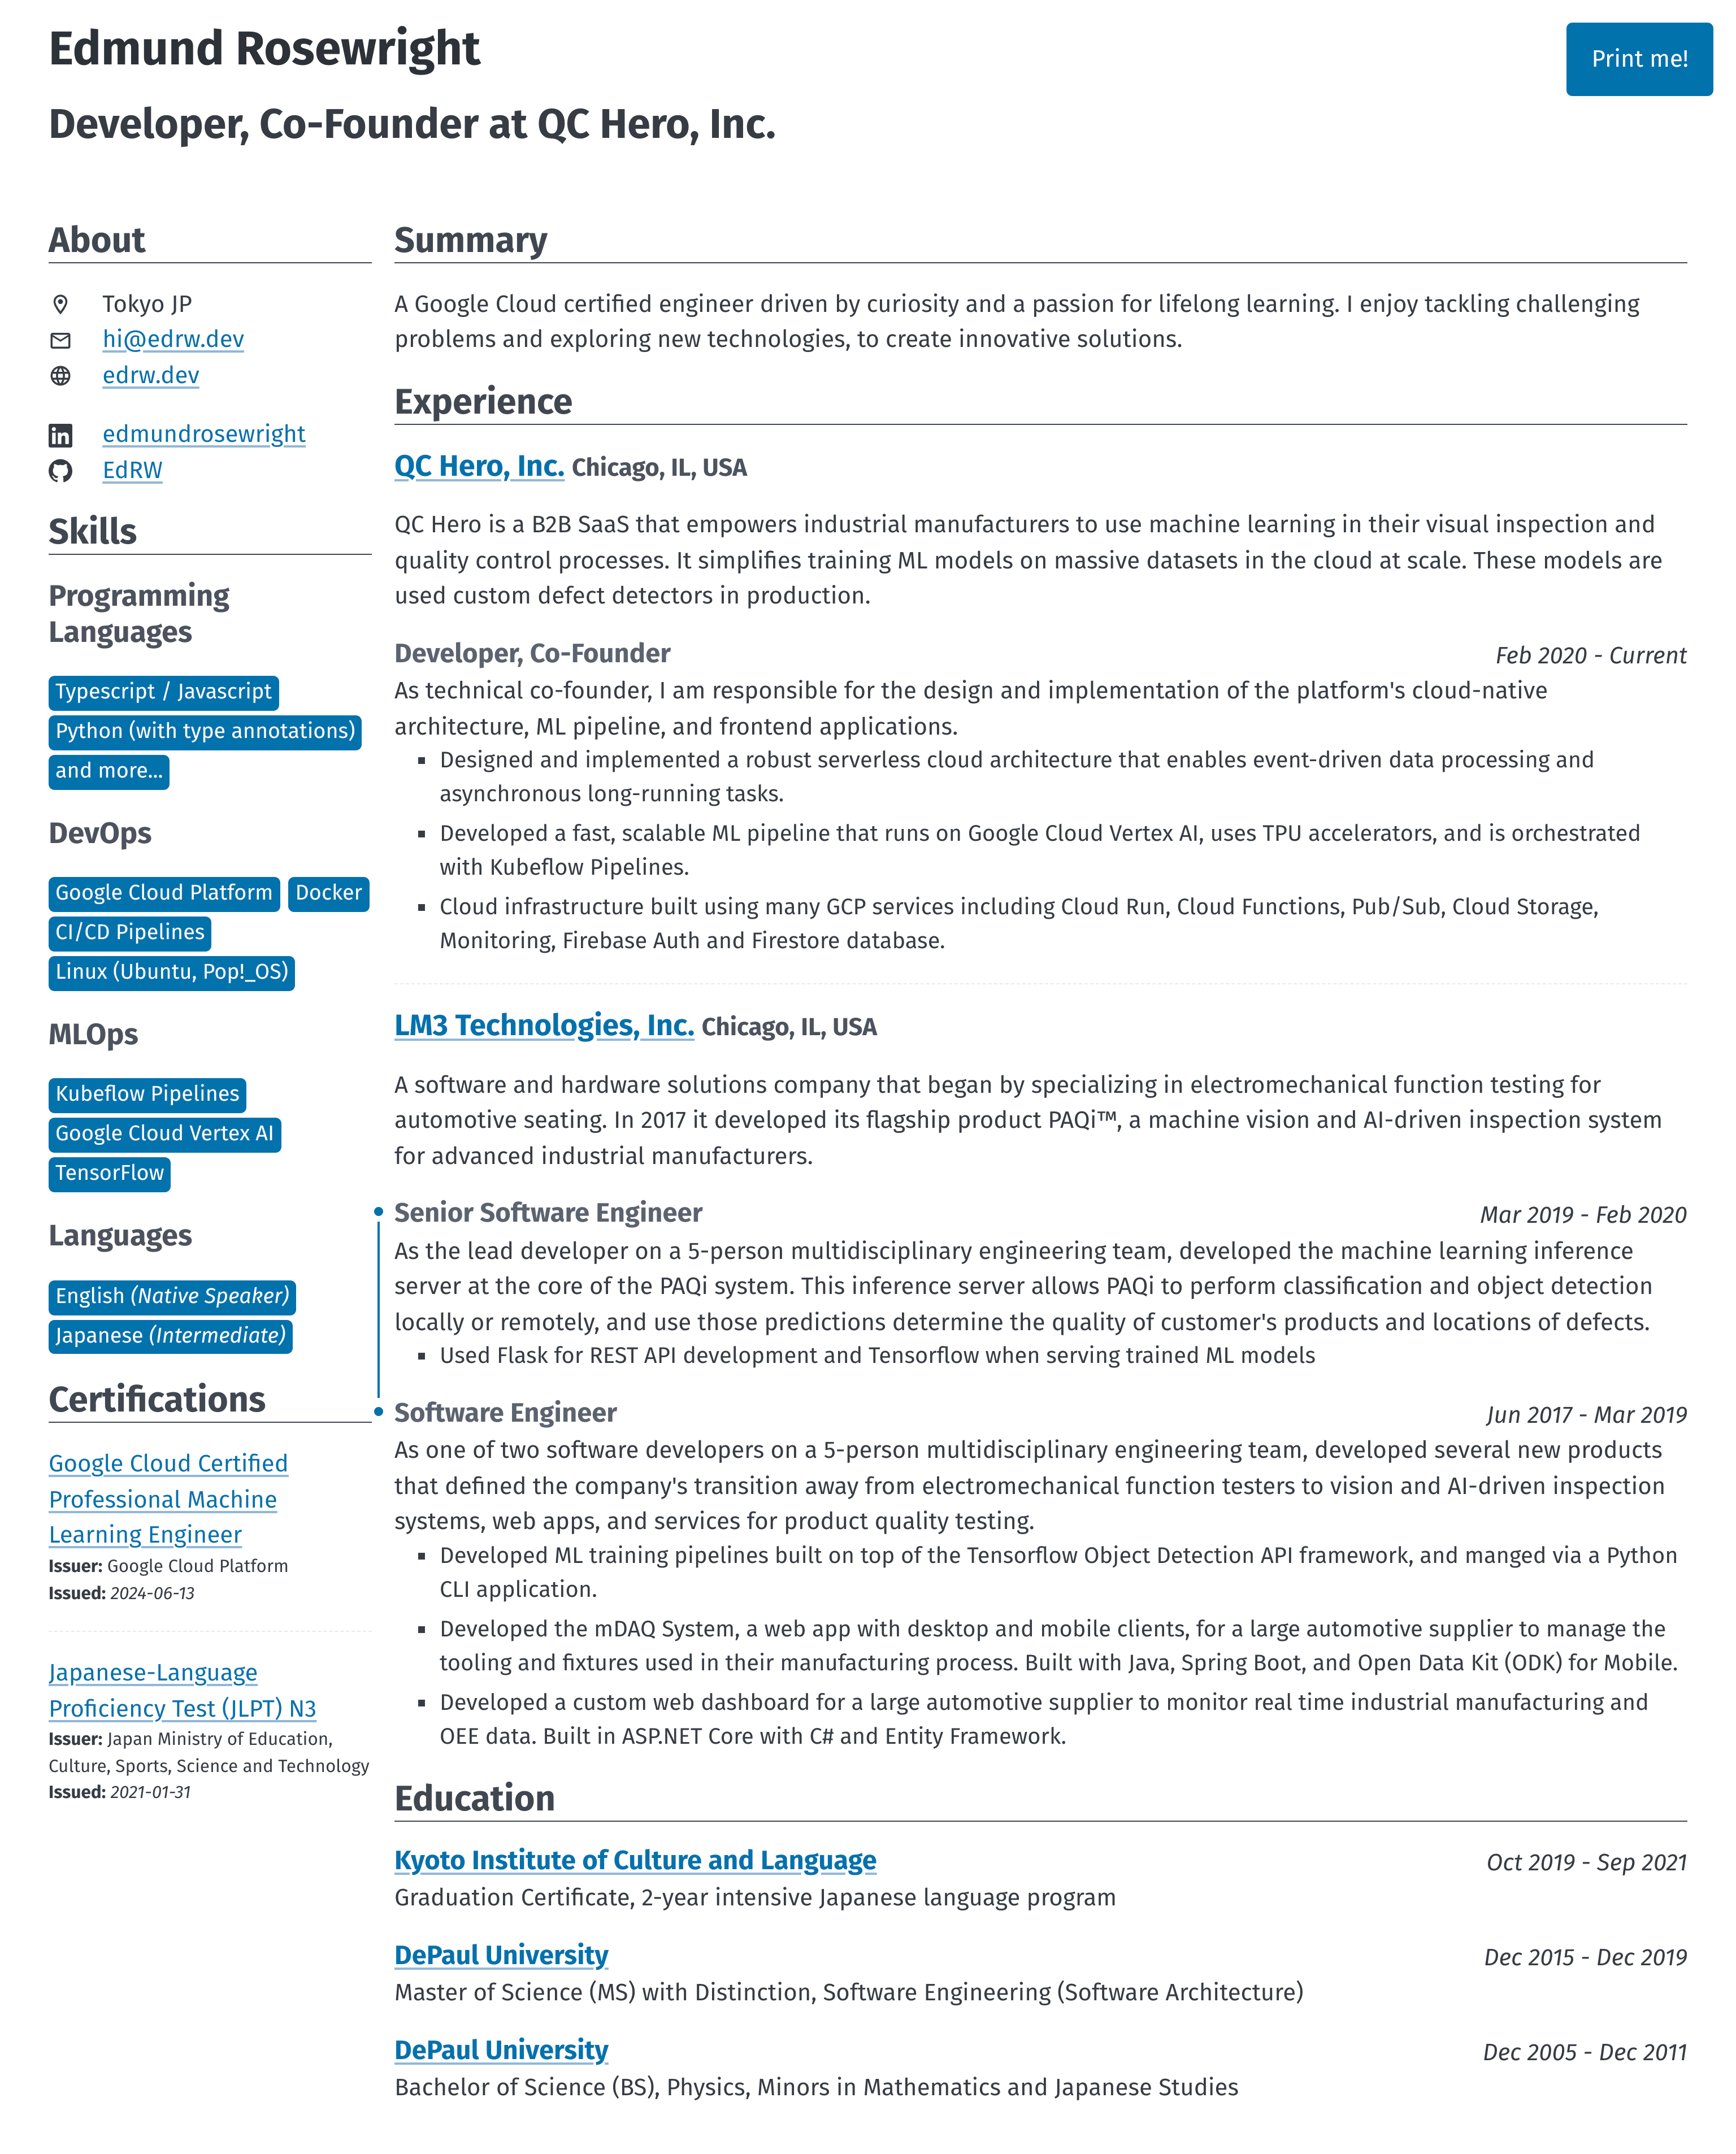 Edmund Rosewright
Print me!
Developer, Co-Founder at QC Hero, Inc.
About
Tokyo JP
hi@edrw.dev
edrw.dev
edmundrosewright
EdRW
Skills
Programming
Languages
Typescript / Javascript
Python (with type annotations)
and more...
DevOps
Google Cloud Platform Docker
CI/CD Pipelines
Linux (Ubuntu, Pop!_OS)
MLOps
Kubeflow Pipelines
Google Cloud Vertex AI
TensorFlow
Languages
English (Native Speaker)
Japanese (Intermediate)
Certifications
Google Cloud Certified
Professional Machine
Learning Engineer
Issuer: Google Cloud Platform
Issued: 2024-06-13
Japanese-Language
Proficiency Test (JLPT) N3
Issuer: Japan Ministry of Education,
Culture, Sports, Science and Technology
Issued: 2021-01-31
Summary
A Google Cloud certified engineer driven by curiosity and a passion for lifelong learning. I enjoy tackling challenging
problems and exploring new technologies, to create innovative solutions.
Experience
QC Hero, Inc. Chicago, IL, USA
QC Hero is a B2B SaaS that empowers industrial manufacturers to use machine learning in their visual inspection and
quality control processes. It simplifies training ML models on massive datasets in the cloud at scale. These models are
used custom defect detectors in production.
Developer, Co-Founder Feb 2020 - Current
As technical co-founder, I am responsible for the design and implementation of the platform's cloud-native
architecture, ML pipeline, and frontend applications.
▪ Designed and implemented a robust serverless cloud architecture that enables event-driven data processing and
asynchronous long-running tasks.
▪ Developed a fast, scalable ML pipeline that runs on Google Cloud Vertex AI, uses TPU accelerators, and is orchestrated
with Kubeflow Pipelines.
▪ Cloud infrastructure built using many GCP services including Cloud Run, Cloud Functions, Pub/Sub, Cloud Storage,
Monitoring, Firebase Auth and Firestore database.
LM3 Technologies, Inc. Chicago, IL, USA
A software and hardware solutions company that began by specializing in electromechanical function testing for
automotive seating. In 2017 it developed its flagship product PAQi™, a machine vision and AI-driven inspection system
for advanced industrial manufacturers.
Senior Software Engineer Mar 2019 - Feb 2020
As the lead developer on a 5-person multidisciplinary engineering team, developed the machine learning inference
server at the core of the PAQi system. This inference server allows PAQi to perform classification and object detection
locally or remotely, and use those predictions determine the quality of customer's products and locations of defects.
▪ Used Flask for REST API development and Tensorflow when serving trained ML models
Software Engineer Jun 2017 - Mar 2019
As one of two software developers on a 5-person multidisciplinary engineering team, developed several new products
that defined the company's transition away from electromechanical function testers to vision and AI-driven inspection
systems, web apps, and services for product quality testing.
▪ Developed ML training pipelines built on top of the Tensorflow Object Detection API framework, and manged via a Python
CLI application.
▪ Developed the mDAQ System, a web app with desktop and mobile clients, for a large automotive supplier to manage the
tooling and fixtures used in their manufacturing process. Built with Java, Spring Boot, and Open Data Kit (ODK) for Mobile.
▪ Developed a custom web dashboard for a large automotive supplier to monitor real time industrial manufacturing and
OEE data. Built in ASP.NET Core with C# and Entity Framework.
Education
Kyoto Institute of Culture and Language Oct 2019 - Sep 2021
Graduation Certificate, 2-year intensive Japanese language program
DePaul University Dec 2015 - Dec 2019
Master of Science (MS) with Distinction, Software Engineering (Software Architecture)
DePaul University Dec 2005 - Dec 2011
Bachelor of Science (BS), Physics, Minors in Mathematics and Japanese Studies